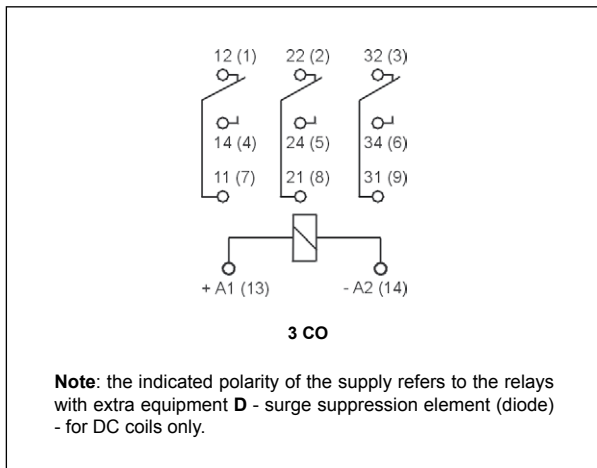 12 (1) 22 (2) 32 (3)
14 (4) 24 (5) 34 (6)
11 (7) 21 (8) 31 (9)
+ A1 (13) - A2 (14)
3 CO
Note: the indicated polarity of the supply refers to the relays
with extra equipment D - surge suppression element (diode)
- for DC coils only.